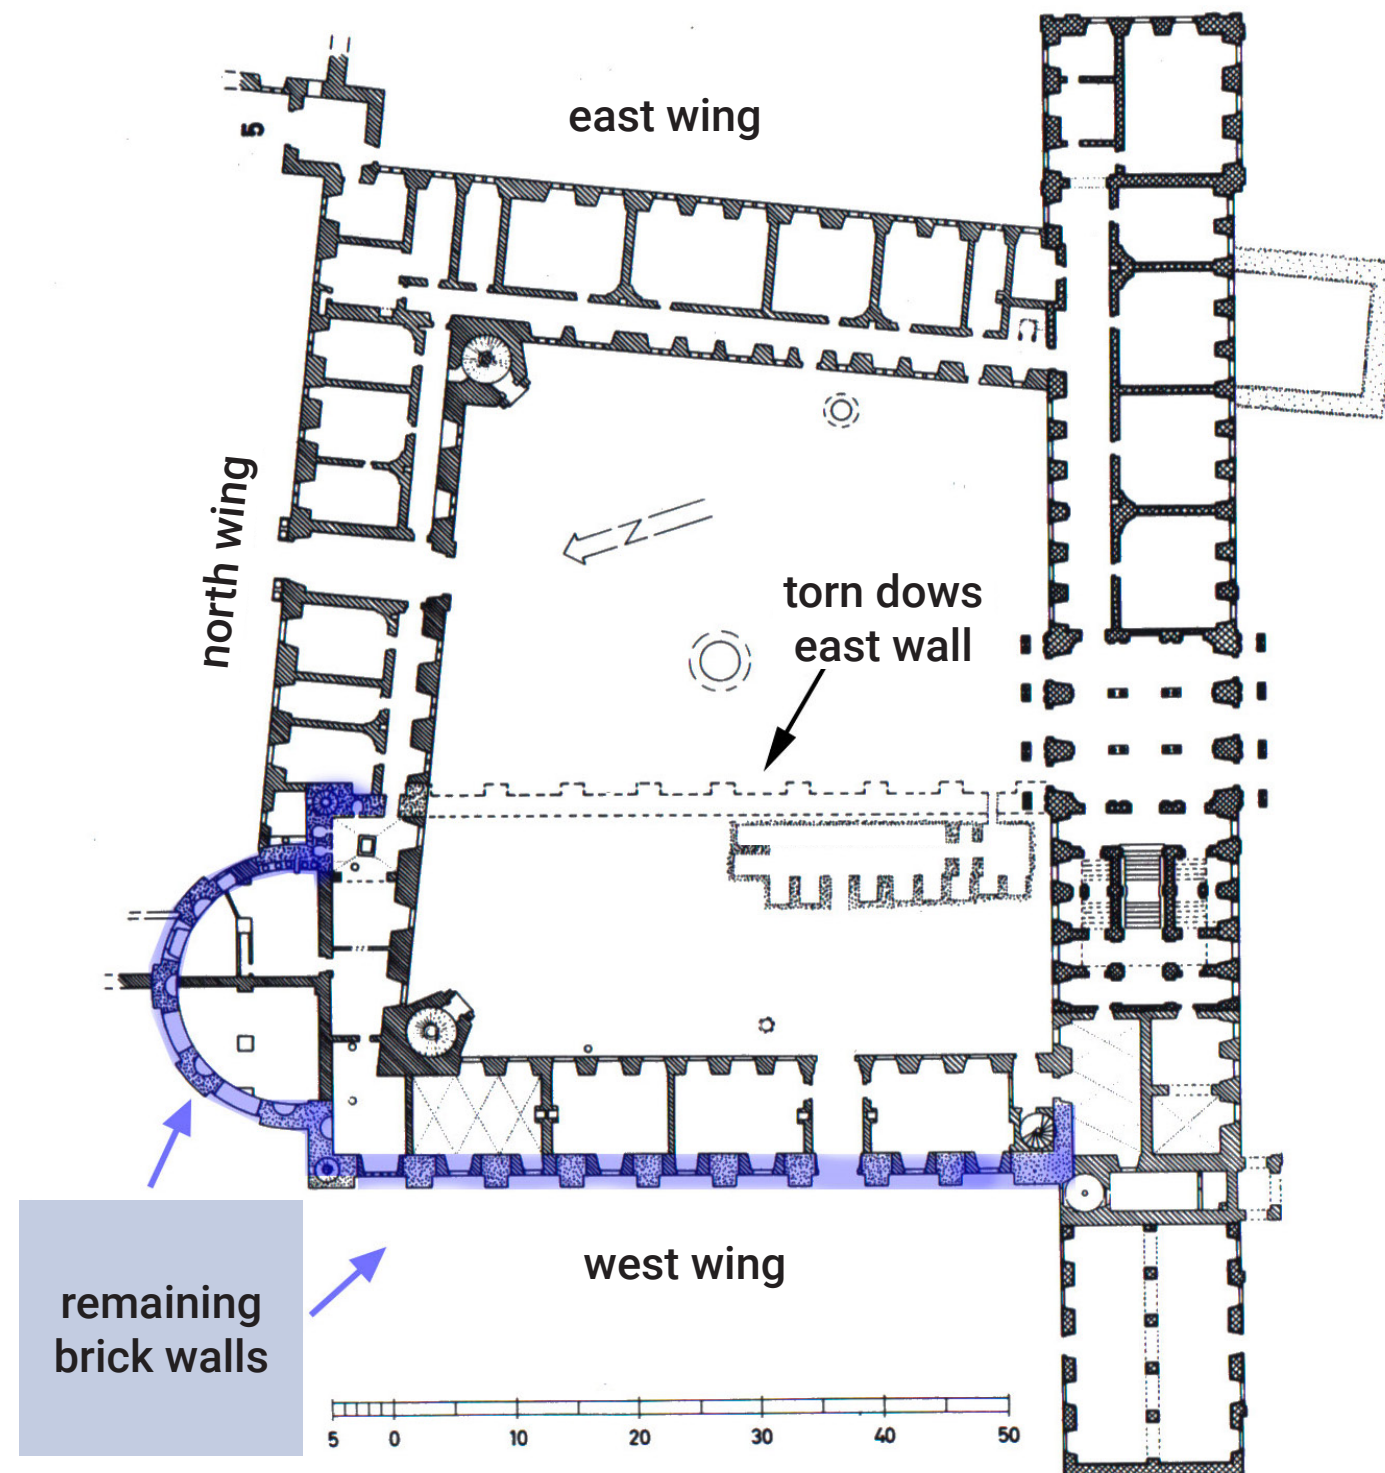 east wing
5
north wing
N
torn dows
east wall
west wing
remaining
brick walls
5 0 10 20 30 40 50